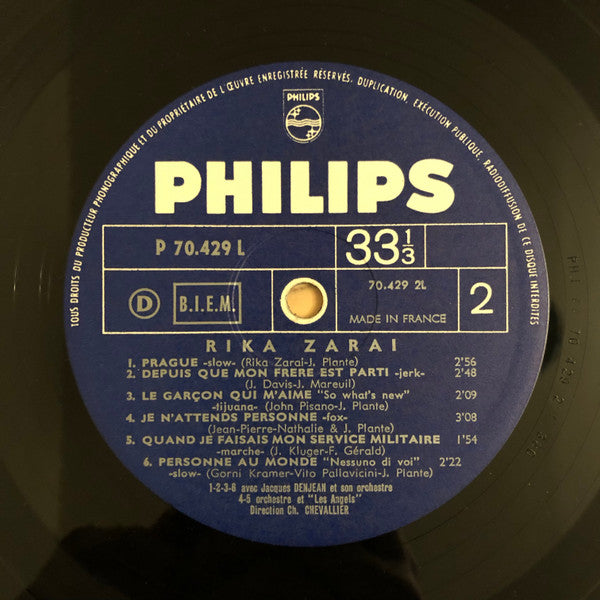 TOUS DROITS DU PRODUCTEUR PHONOGRAPHIQUE ET DU PROPRIÉTAIRE DE L'ŒUVRE ENREGISTRÉE RÉSERVÉS. DUPLICATION, EXÉCUTION PUBLIQUE, RADIODIFFUSION DE CE DISQUE INTERDITES
PHILIPS
PHILIPS
P 70.429 L
33 1/3
D
B.I.E.M.
70.429 2L
MADE IN FRANCE
2
RIKA ZARAI
1. PRAGUE -slow- (Rika Zarai-J. Plante) 2'56
2. DEPUIS QUE MON FRERE EST PARTI -jerk- 2'48
(J. Davis-J. Mareuil)
3. LE GARÇON QUI M'AIME "So what's new" 2'09
-tijuana- (John Pisano-J. Plante)
4. JE N'ATTENDS PERSONNE -fox- 3'08
(Jean-Pierre-Nathalie & J. Plante)
5. QUAND JE FAISAIS MON SERVICE MILITAIRE 1'54
-marche- (J. Kluger-F. Gérald)
6. PERSONNE AU MONDE "Nessuno di voi" 2'22
-slow- (Gorni Kramer-Vito Pallavicini-J. Plante)
1-2-3-6 avec Jacques DENJEAN et son orchestre
4-5 orchestre et "Les Angels"
Direction Ch. CHEVALLIER